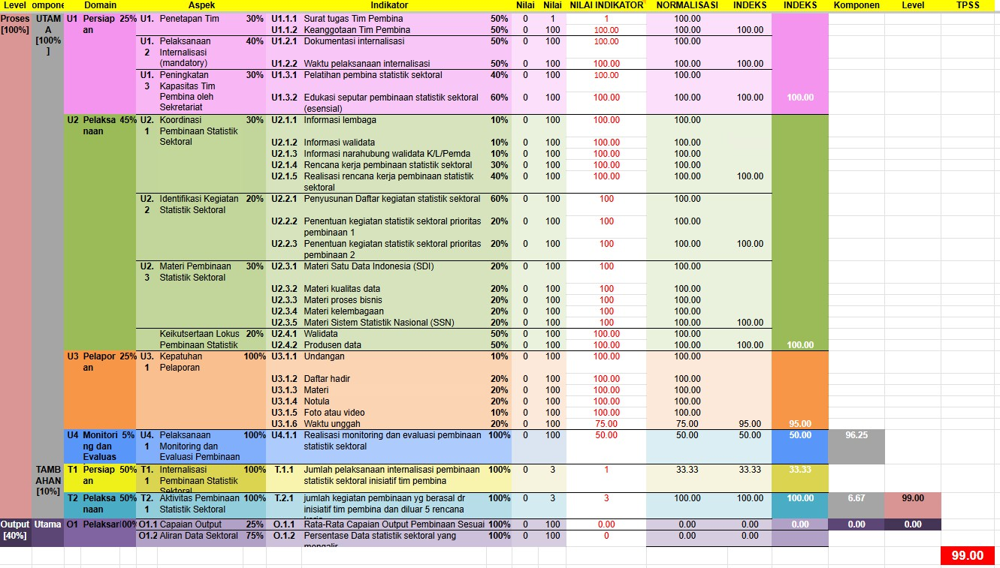 Level ompone Domain Aspek Indikator Nilai Nilai NILAI INDIKATOR NORMALISASI INDEKS INDEKS Komponen Level TPSS
Proses UTAM U1 Persiap 25% U1. Penetapan Tim 30% U1.1.1 Surat tugas Tim Pembina 50% 0 1 1 100.00
[100%] A an U1.1.2 Keanggotaan Tim Pembina 50% 0 100 100.00 100.00 100.00
[100% U1. Pelaksanaan 40% U1.2.1 Dokumentasi internalisasi 50% 0 100 100.00 100.00
] 2 Internalisasi
(mandatory) U1.2.2 Waktu pelaksanaan internalisasi 50% 0 100 100.00 100.00 100.00
U1. Peningkatan 30% U1.3.1 Pelatihan pembina statistik sektoral 40% 0 100 100.00 100.00
3 Kapasitas Tim
Pembina oleh U1.3.2 Edukasi seputar pembinaan statistik sektoral 60% 0 100 100.00 100.00 100.00 100.00
Sekretariat (esensial)
U2 Pelaksa 45% U2. Koordinasi 30% U2.1.1 Informasi lembaga 10% 0 100 100.00 100.00
naan 1 Pembinaan Statistik
Sektoral U2.1.2 Informasi walidata 10% 0 100 100.00 100.00
U2.1.3 Informasi narahubung walidata K/L/Pemda 10% 0 100 100.00 100.00
U2.1.4 Rencana kerja pembinaan statistik sektoral 30% 0 100 100.00 100.00
U2.1.5 Realisasi rencana kerja pembinaan statistik 40% 0 100 100.00 100.00 100.00
sektoral
U2. Identifikasi Kegiatan 20% U2.2.1 Penyusunan Daftar kegiatan statistik sektoral 60% 0 100 100 100.00
2 Statistik Sektoral
U2.2.2 Penentuan kegiatan statistik sektoral prioritas 20% 0 100 100 100.00
pembinaan 1
U2.2.3 Penentuan kegiatan statistik sektoral prioritas 20% 0 100 100 100.00 100.00
pembinaan 2
U2. Materi Pembinaan 30% U2.3.1 Materi Satu Data Indonesia (SDI) 20% 0 100 100 100.00
3 Statistik Sektoral
U2.3.2 Materi kualitas data 20% 0 100 100 100.00
U2.3.3 Materi proses bisnis 20% 0 100 100 100.00
U2.3.4 Materi kelembagaan 20% 0 100 100 100.00
U2.3.5 Materi Sistem Statistik Nasional (SSN) 20% 0 100 100 100.00 100.00
Keikutsertaan Lokus 20% U2.4.1 Walidata 50% 0 100 100.00 100.00
Pembinaan Statistik U2.4.2 Produsen data 50% 0 100 100.00 100.00 100.00 100.00
U3 Pelapor 25% U3. Kepatuhan 100% U3.1.1 Undangan 10% 0 100 100.00 100.00
an 1 Pelaporan
U3.1.2 Daftar hadir 20% 0 100 100.00 100.00
U3.1.3 Materi 20% 0 100 100.00 100.00
U3.1.4 Notula 20% 0 100 100.00 100.00
U3.1.5 Foto atau video 10% 0 100 100.00 100.00
U3.1.6 Waktu unggah 20% 0 100 75.00 75.00 95.00 95.00
U4 Monitori 5% U4. Pelaksanaan 100% U4.1.1 Realisasi monitoring dan evaluasi pembinaan 100% 0 100 50.00 50.00 50.00 50.00 96.25
ng dan 1 Monitoring dan statistik sektoral
Evaluas Evaluasi Pembinaan
TAMB T1 Persiap 50% T1. Internalisasi 100% T.1.1 Jumlah pelaksanaan internalisasi pembinaan 100% 0 3 1 33.33 33.33 33.33
AHAN an 1 Pembinaan Statistik statistik sektoral inisiatif tim pembina
[10%] Sektoral
T2 Pelaksa 50% T2. Aktivitas Pembinaan 100% T.2.1 jumlah kegiatan pembinaan yg berasal dr 100% 0 3 3 100.00 100.00 100.00 6.67 99.00
naan 1 Statistik Sektoral inisiatif tim pembina dan diluar 5 rencana
kerja
Output Utama O1 Pelaksan 00% O1.1 Capaian Output 25% O.1.1 Rata-Rata Capaian Output Pembinaan Sesuai 100% 0 100 0.00 0.00 0.00 0.00 0.00 0.00
[40%] O1.2 Aliran Data Sektoral 75% O.1.2 Persentase Data statistik sektoral yang 100% 0 100 0 0.00 0.00
mengalir
99.00